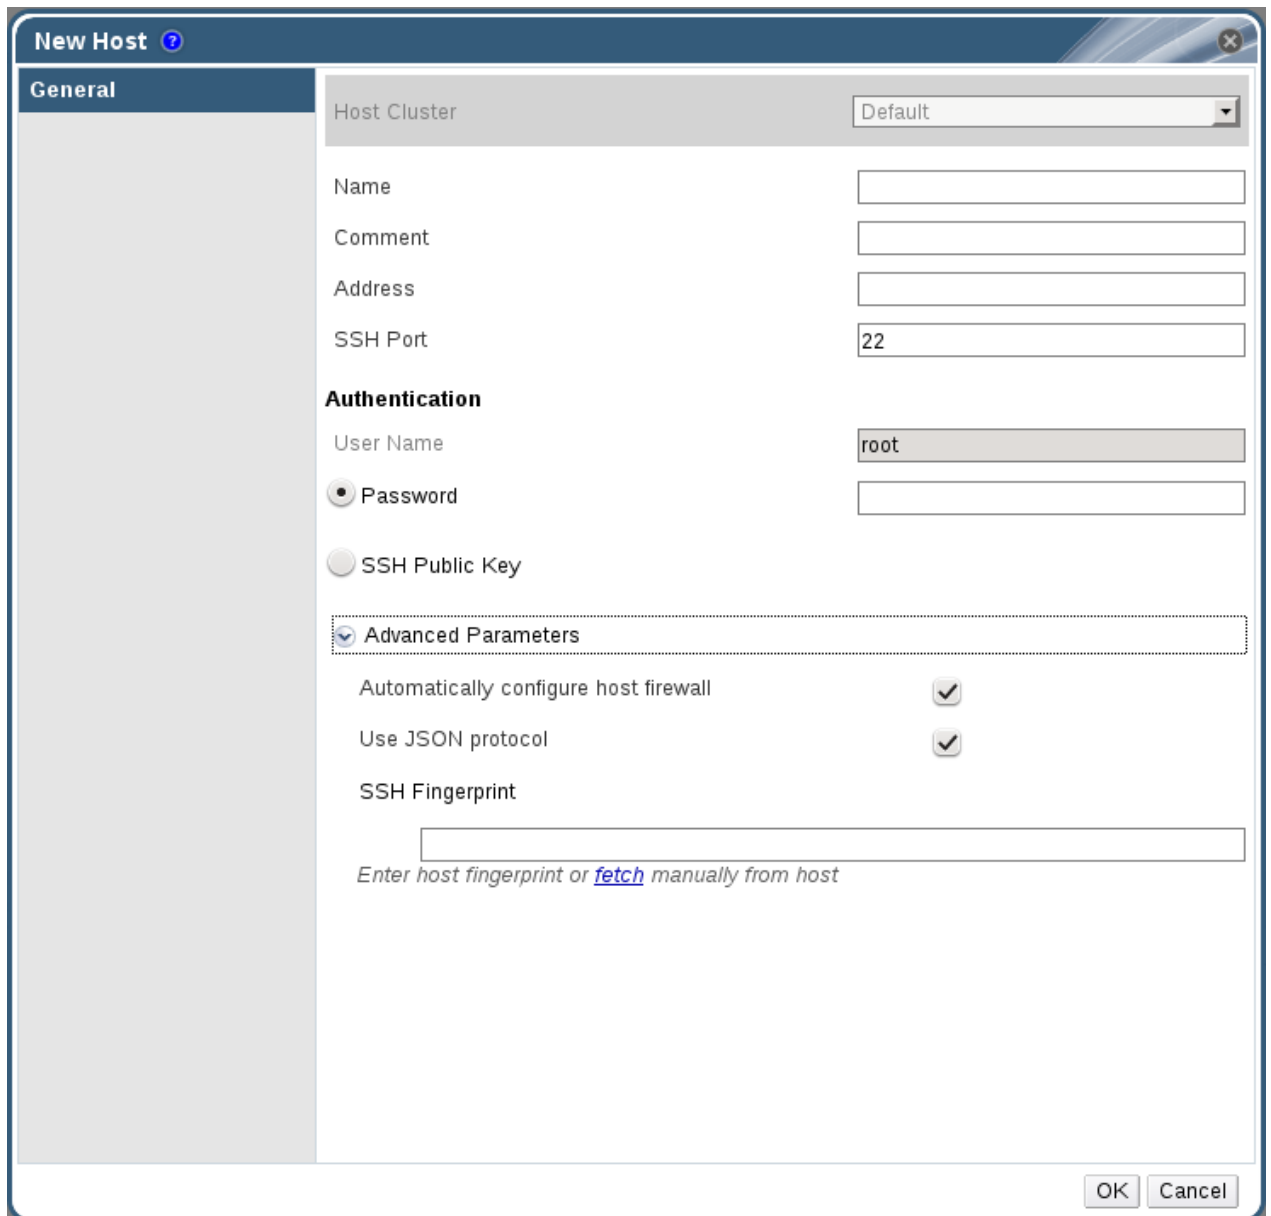 New Host ?
General
Host Cluster Default
Name
Comment
Address
SSH Port 22
Authentication
User Name root
Password
SSH Public Key
Advanced Parameters
Automatically configure host firewall
Use JSON protocol
SSH Fingerprint
Enter host fingerprint or fetch manually from host
OK Cancel